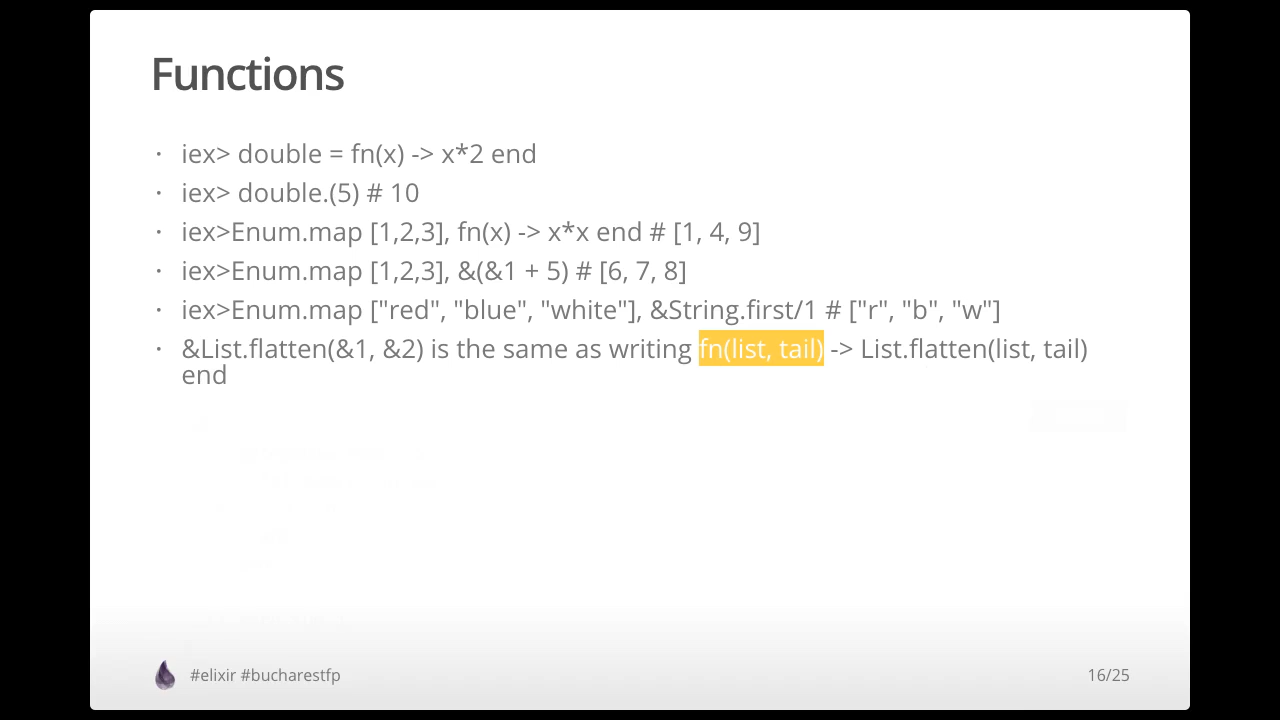 Functions
· iex> double = fn(x) -> x*2 end
· iex> double.(5) # 10
· iex>Enum.map [1,2,3], fn(x) -> x*x end # [1, 4, 9]
· iex>Enum.map [1,2,3], &(&1 + 5) # [6, 7, 8]
· iex>Enum.map ["red", "blue", "white"], &String.first/1 # ["r", "b", "w"]
· &List.flatten(&1, &2) is the same as writing fn(list, tail) -> List.flatten(list, tail)
end
#elixir #bucharestfp
16/25